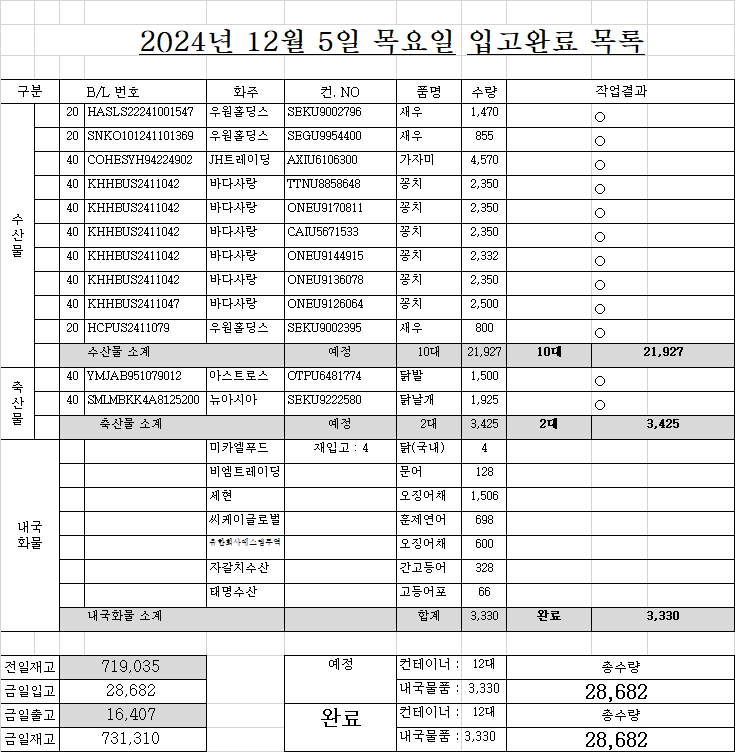 2024년 12월 5일 목요일 입고완료 목록
구분 B/L 번호 화주 컨. NO 품명 수량 작업결과
수산물
20 HASLS22241001547 우원홀딩스 SEKU9002796 새우 1,470 ○
20 SNKO101241101369 우원홀딩스 SEGU9954400 새우 855 ○
40 COHESYH94224902 JH트레이딩 AXIU6106300 가자미 4,570 ○
40 KHHBUS2411042 바다사랑 TTNU8858648 꽁치 2,350 ○
40 KHHBUS2411042 바다사랑 ONEU9170811 꽁치 2,350 ○
40 KHHBUS2411042 바다사랑 CAIU5671533 꽁치 2,350 ○
40 KHHBUS2411042 바다사랑 ONEU9144915 꽁치 2,332 ○
40 KHHBUS2411042 바다사랑 ONEU9136078 꽁치 2,350 ○
40 KHHBUS2411047 바다사랑 ONEU9126064 꽁치 2,500 ○
20 HCPUS2411079 우원홀딩스 SEKU9002395 새우 800 ○
수산물 소계 예정 10대 21,927 10대 21,927
축산물
40 YMJAB951079012 아스트로스 OTPU6481774 닭발 1,500 ○
40 SMLMBKK4A8125200 뉴아시아 SEKU9222580 닭날개 1,925 ○
축산물 소계 예정 2대 3,425 2대 3,425
내국화물
미카엘푸드 재입고 : 4 닭(국내) 4
비엠트레이딩 문어 128
세현 오징어채 1,506
씨케이글로벌 훈제연어 698
오징어채 600
자갈치수산 간고등어 328
태명수산 고등어포 66
내국화물 소계 합계 3,330 완료 3,330
전일재고 719,035 예정 컨테이너 : 12대 총수량
금일입고 28,682 내국물품 : 3,330 28,682
금일출고 16,407 완료 컨테이너 : 12대 총수량
금일재고 731,310 내국물품 : 3,330 28,682